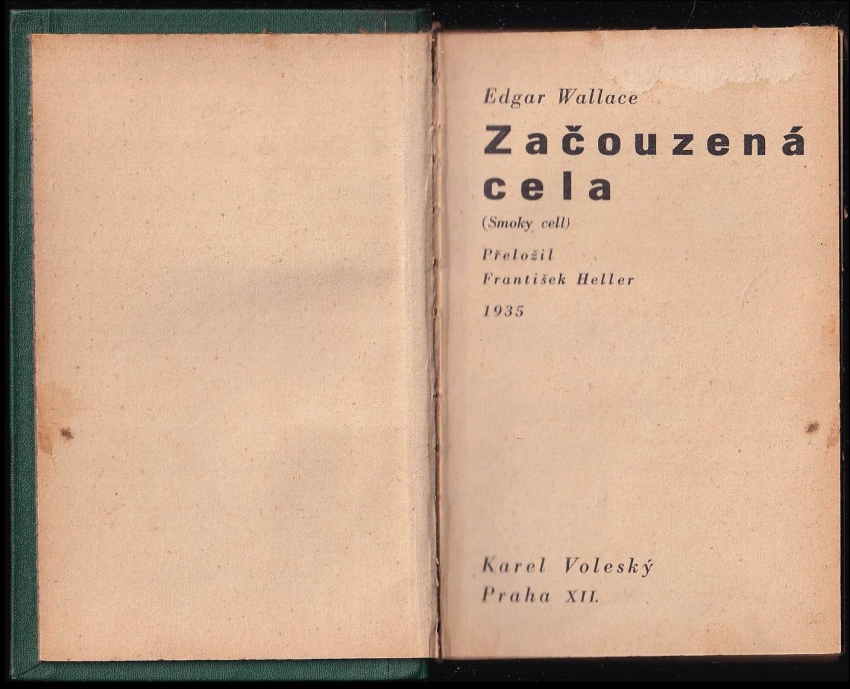 Edgar Wallace
Začouzená
cela
(Smoky cell)
Přeložil
František Heller
1935
Karel Voleský
Praha XII.